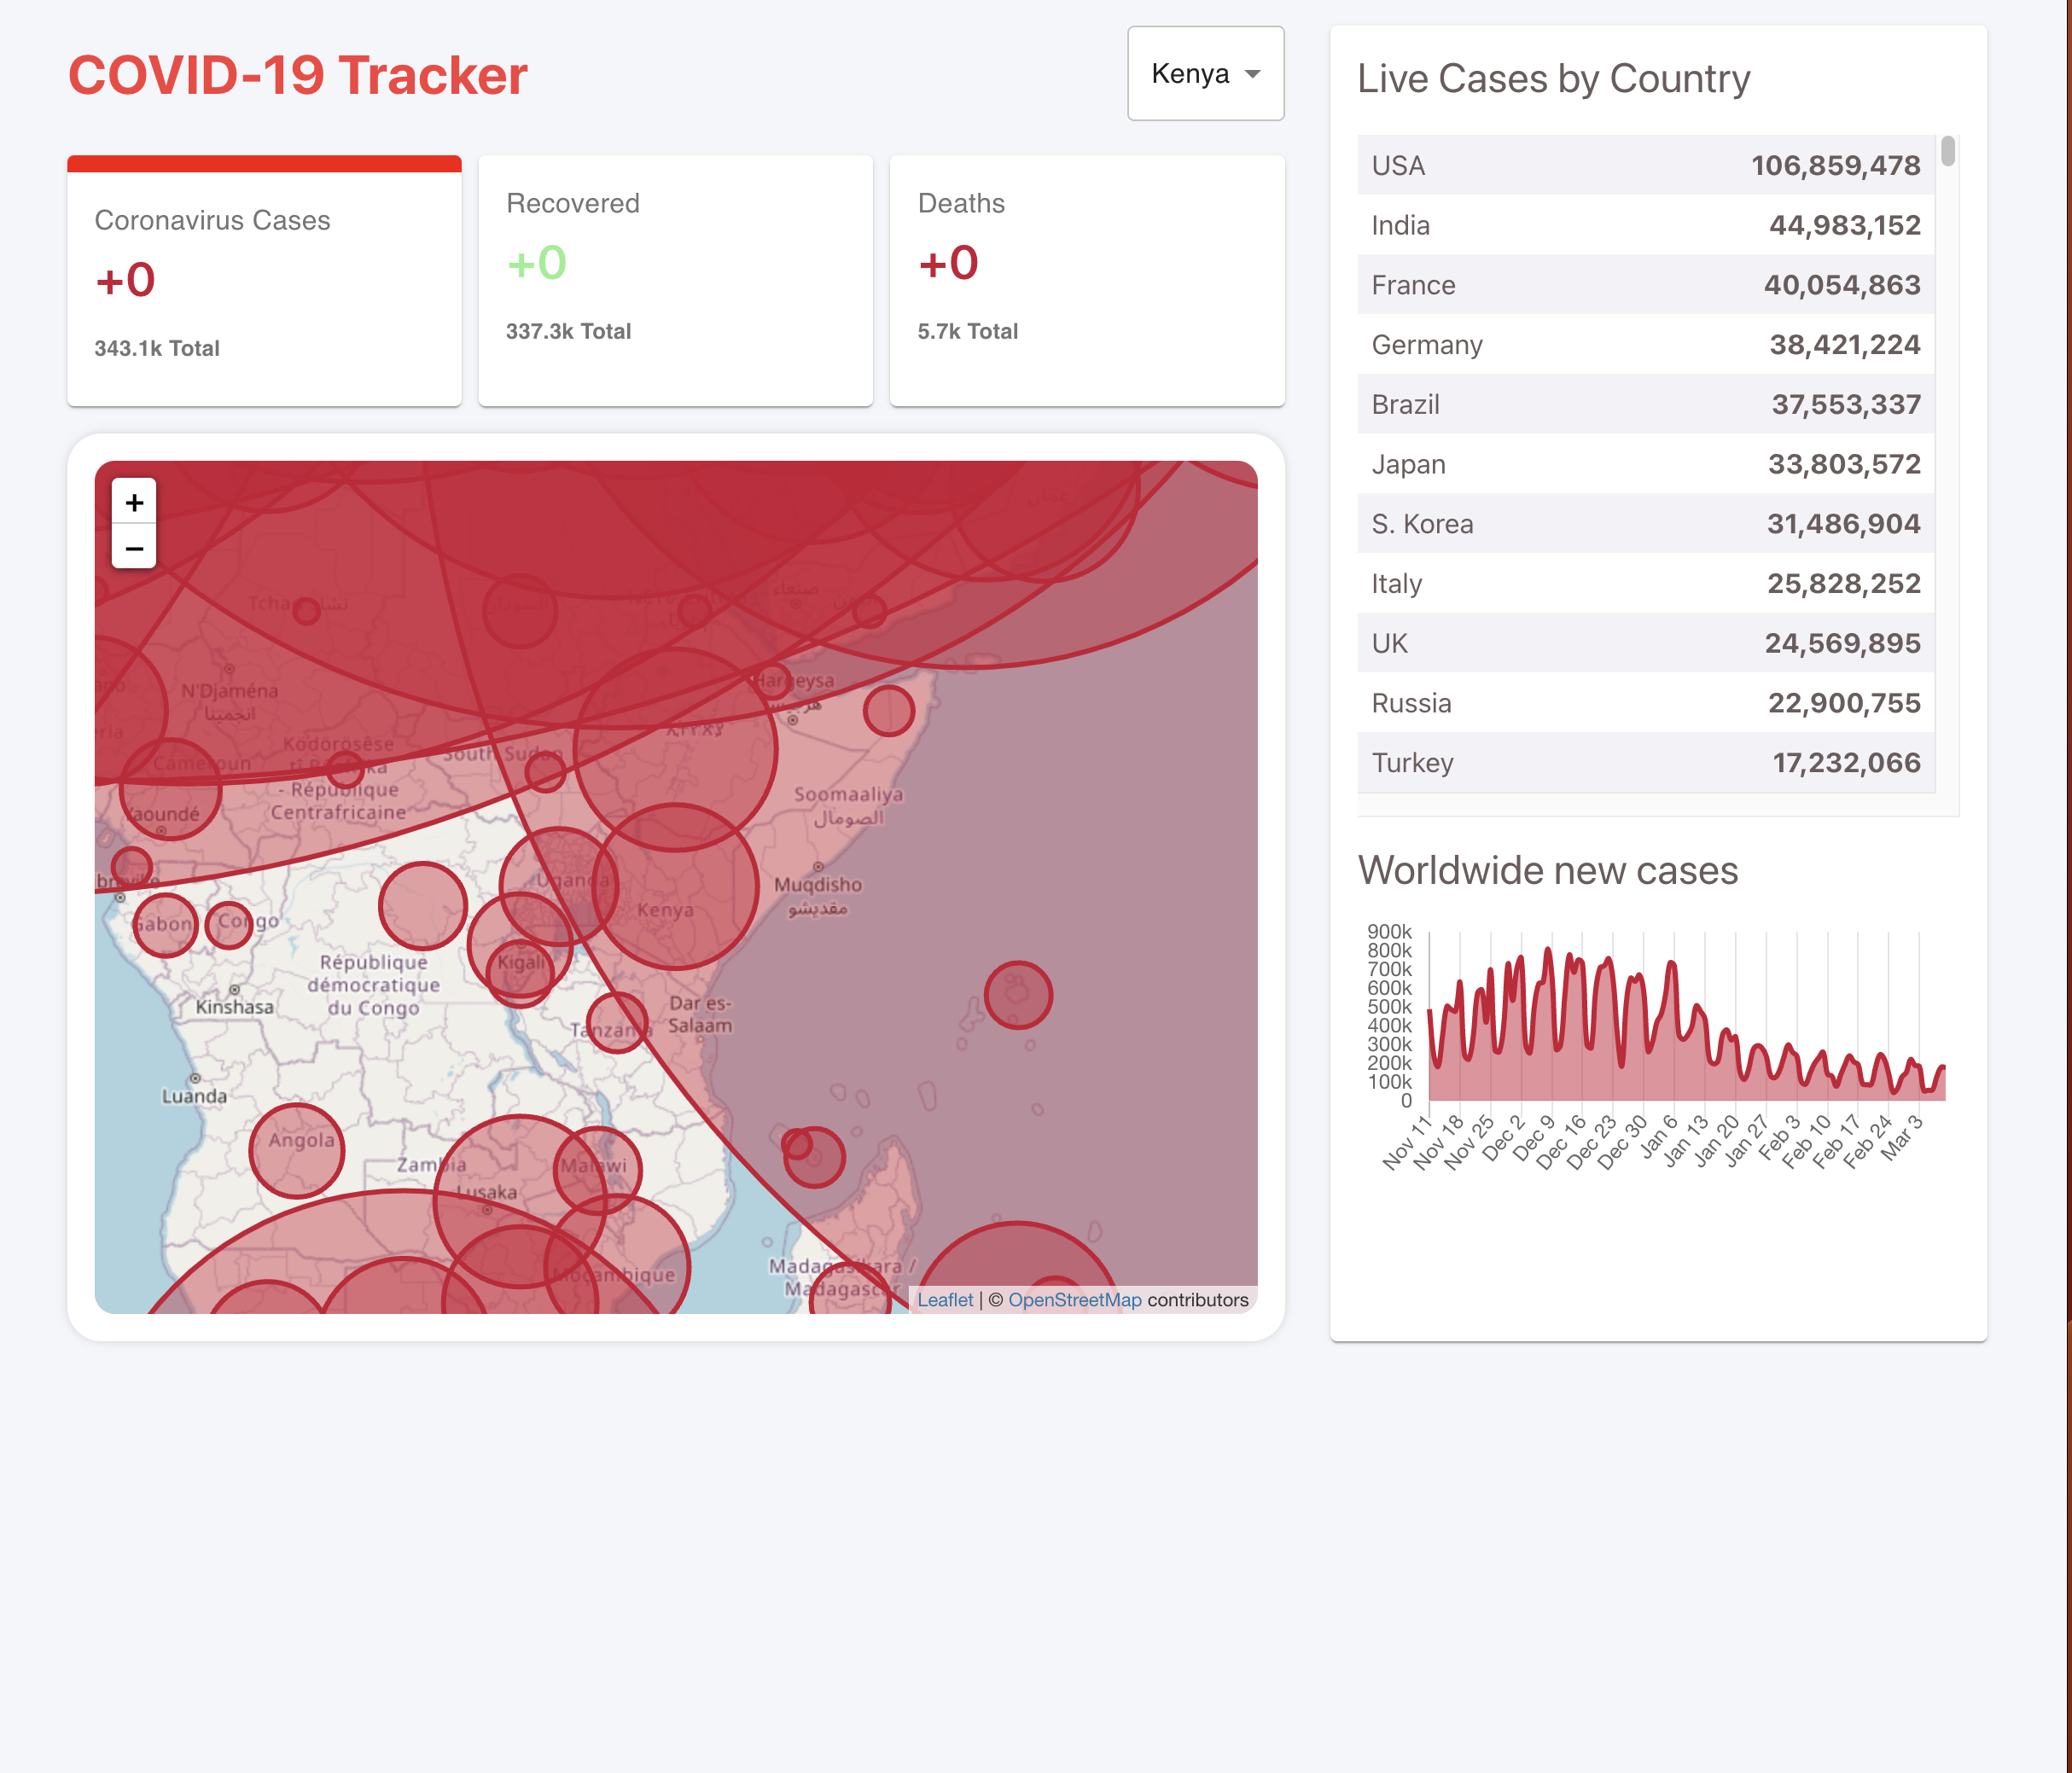 COVID-19 Tracker
Kenya
Coronavirus Cases
+0
343.1k Total
Recovered
+0
337.3k Total
Deaths
+0
5.7k Total
+
−
N'Djaména
انجمينا
Cameroun
Yaoundé
Ködörösêse
- République
Centrafricaine
South Sudan
Hargeysa
Soomaaliya
الصومال
Muqdisho
مقديشو
Uganda
Kenya
Gabon
Congo
Kigali
République
démocratique
du Congo
Kinshasa
Tanzania
Dar es-
Salaam
Luanda
Angola
Zambia
Malawi
Lusaka
Moçambique
Madagasikara /
Madagascar
Leaflet | © OpenStreetMap contributors
Live Cases by Country
USA 106,859,478
India 44,983,152
France 40,054,863
Germany 38,421,224
Brazil 37,553,337
Japan 33,803,572
S. Korea 31,486,904
Italy 25,828,252
UK 24,569,895
Russia 22,900,755
Turkey 17,232,066
Worldwide new cases
900k
800k
700k
600k
500k
400k
300k
200k
100k
0
Nov 11 Nov 18 Nov 25 Dec 2 Dec 9 Dec 16 Dec 23 Dec 30 Jan 6 Jan 13 Jan 20 Jan 27 Feb 3 Feb 10 Feb 17 Feb 24 Mar 3